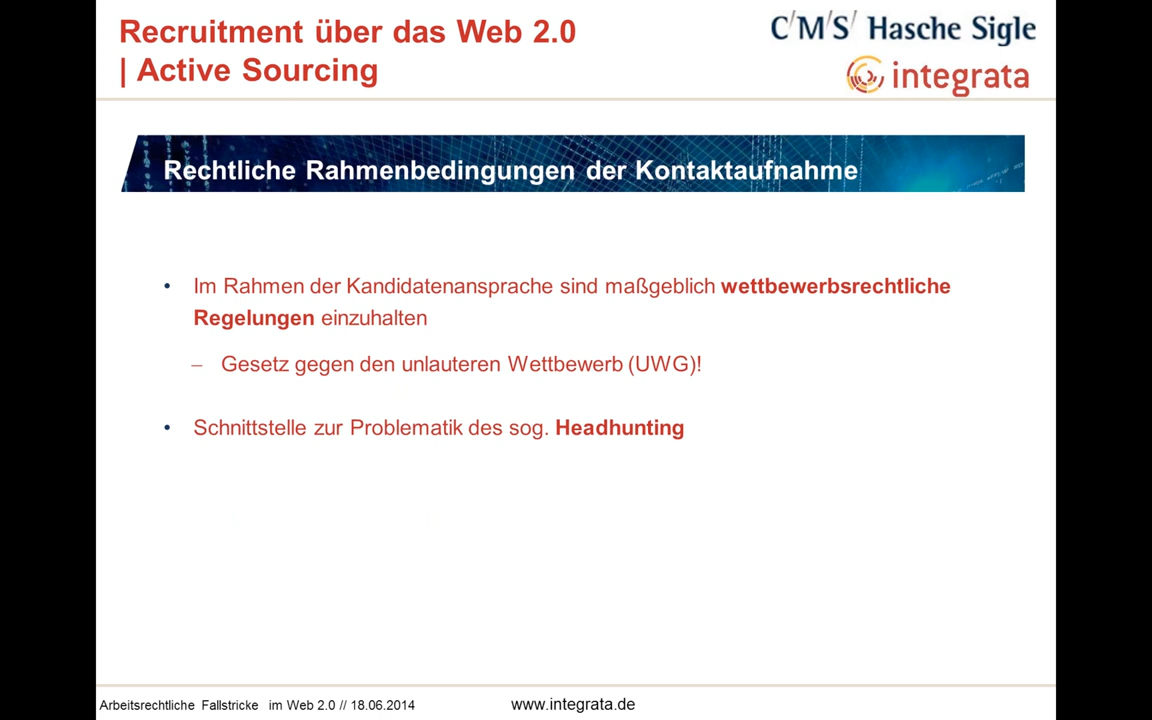 Recruitment über das Web 2.0
| Active Sourcing
C/M/S/ Hasche Sigle
integrata
Rechtliche Rahmenbedingungen der Kontaktaufnahme
• Im Rahmen der Kandidatenansprache sind maßgeblich wettbewerbsrechtliche
Regelungen einzuhalten
– Gesetz gegen den unlauteren Wettbewerb (UWG)!
• Schnittstelle zur Problematik des sog. Headhunting
Arbeitsrechtliche Fallstricke im Web 2.0 // 18.06.2014
www.integrata.de